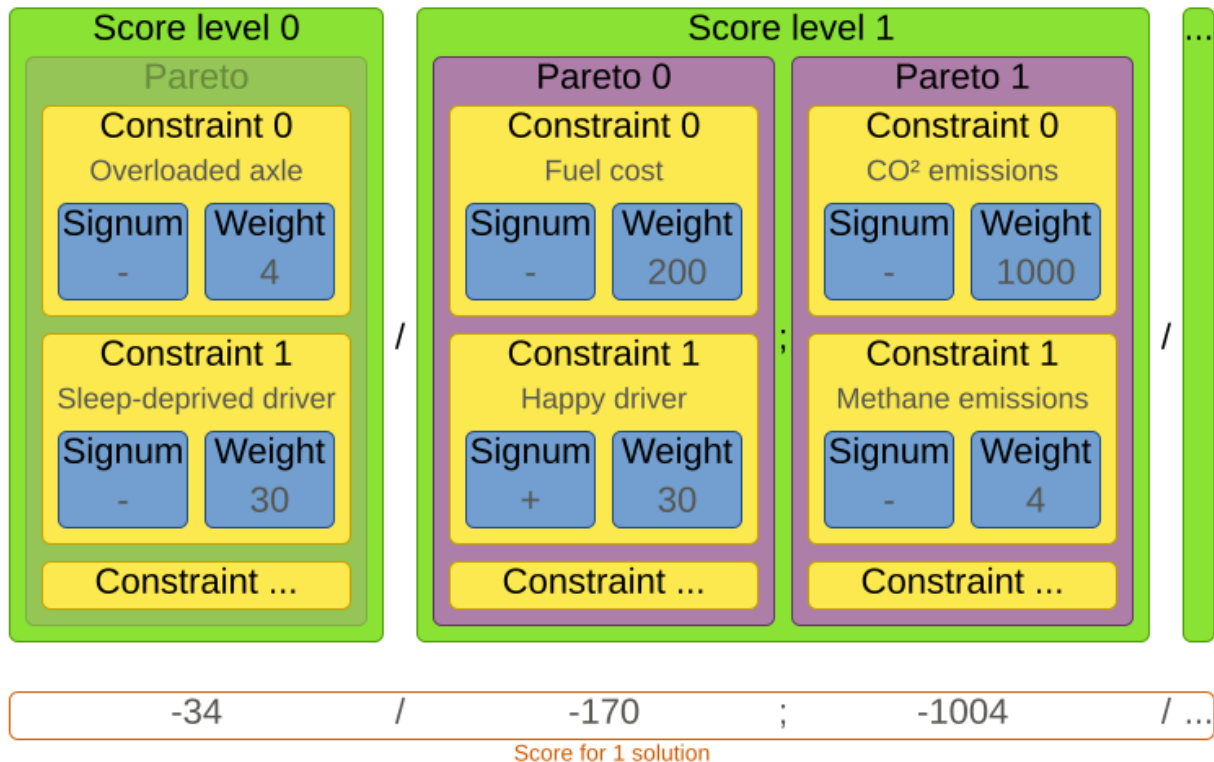 Score level 0
Pareto
Constraint 0
Overloaded axle
Signum Weight
- 4
Constraint 1
Sleep-deprived driver
Signum Weight
- 30
Constraint ...
/
Score level 1
Pareto 0
Constraint 0
Fuel cost
Signum Weight
- 200
Constraint 1
Happy driver
Signum Weight
+ 30
Constraint ...
;
Pareto 1
Constraint 0
CO² emissions
Signum Weight
- 1000
Constraint 1
Methane emissions
Signum Weight
- 4
Constraint ...
/
...
-34 / -170 ; -1004 / ...
Score for 1 solution